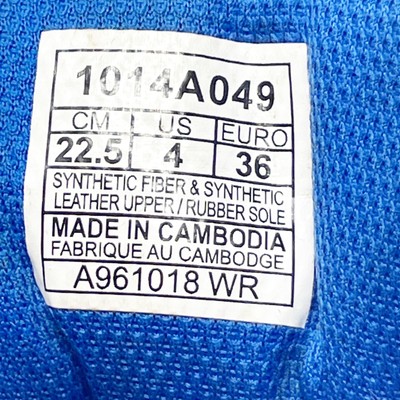 1014A049
CM US EURO
22.5 4 36
SYNTHETIC FIBER & SYNTHETIC
LEATHER UPPER / RUBBER SOLE
MADE IN CAMBODIA
FABRIQUE AU CAMBODGE
A961018 WR